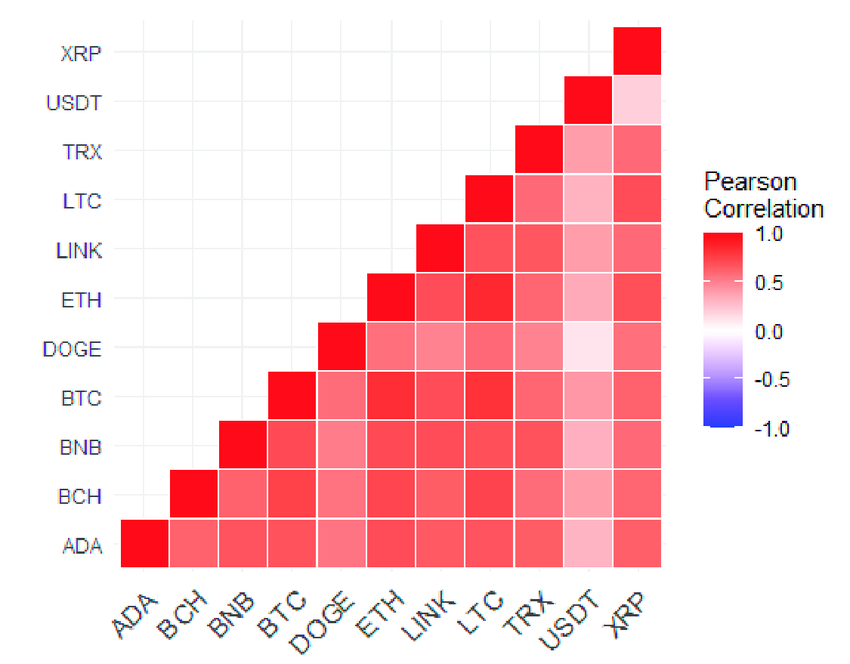 XRP
USDT
TRX
LTC
LINK
ETH
DOGE
BTC
BNB
BCH
ADA
ADA BCH BNB BTC DOGE ETH LINK LTC TRX USDT XRP
Pearson
Correlation
1.0
0.5
0.0
-0.5
-1.0